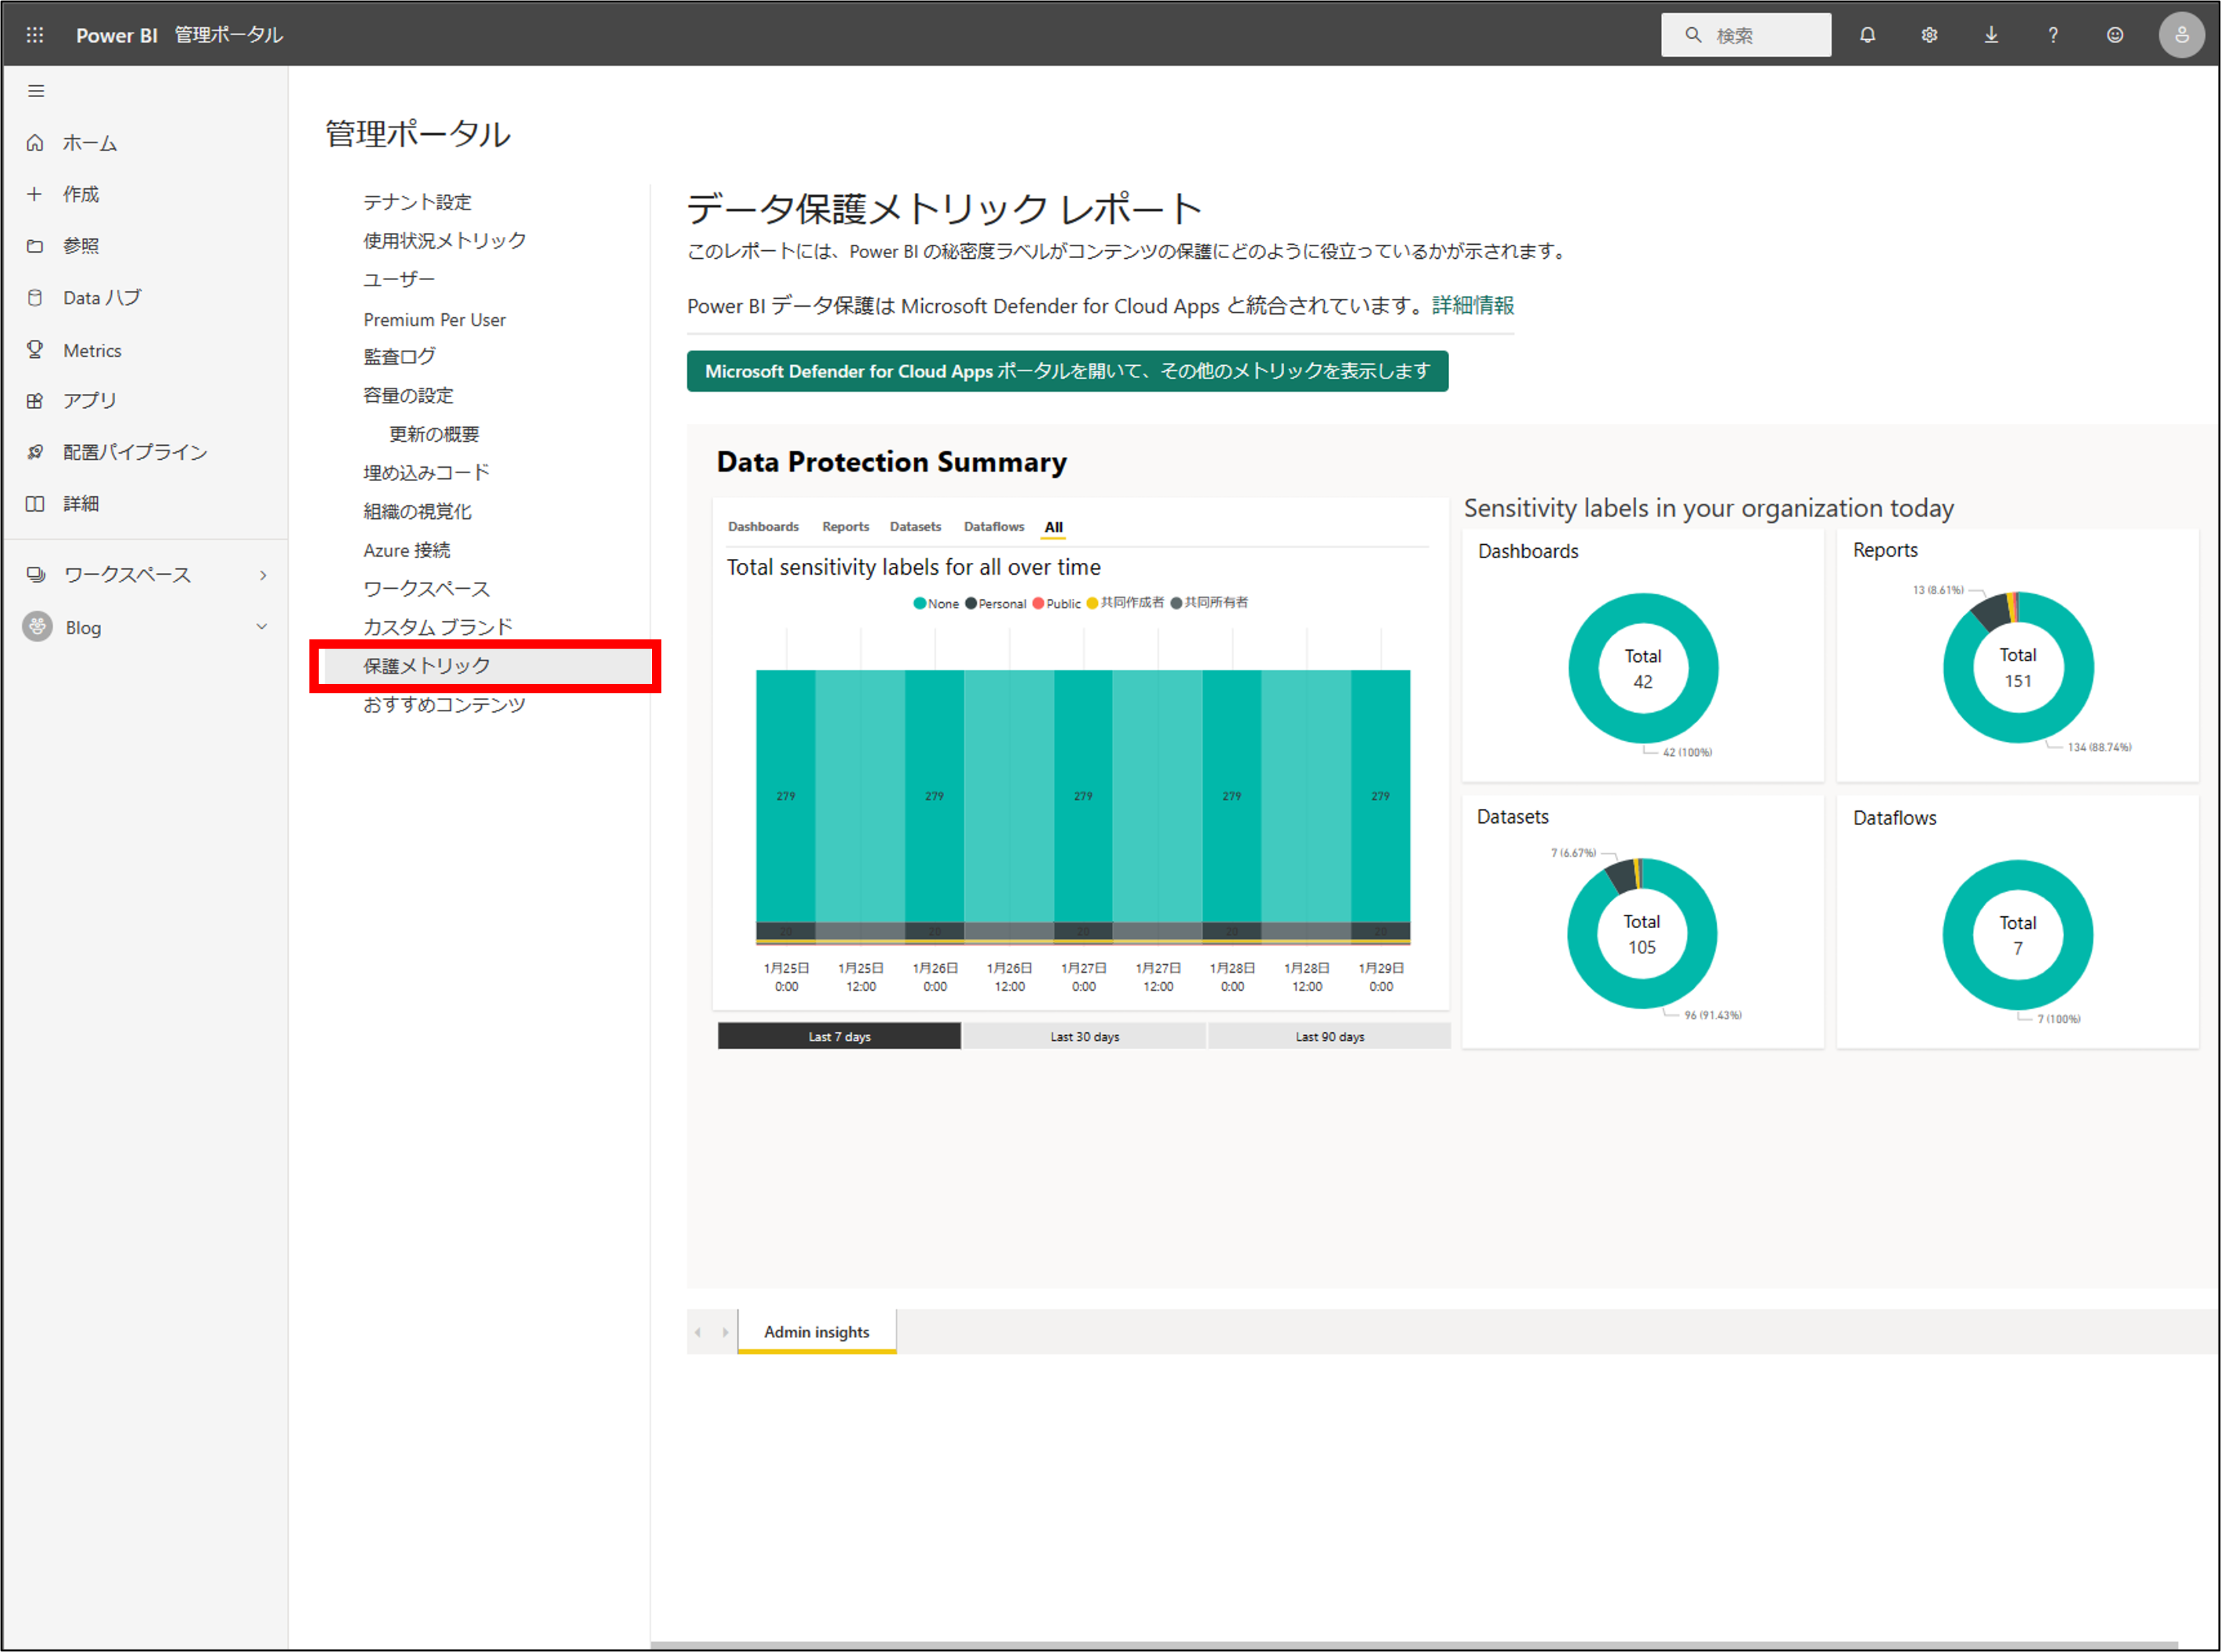 Power BI 管理ポータル
検索
ホーム
作成
参照
Data ハブ
Metrics
アプリ
配置パイプライン
詳細
ワークスペース
Blog
管理ポータル
テナント設定
使用状況メトリック
ユーザー
Premium Per User
監査ログ
容量の設定
更新の概要
埋め込みコード
組織の視覚化
Azure 接続
ワークスペース
カスタム ブランド
保護メトリック
おすすめコンテンツ
データ保護メトリック レポート
このレポートには、Power BI の秘密度ラベルがコンテンツの保護にどのように役立っているかが示されます。
Power BI データ保護は Microsoft Defender for Cloud Apps と統合されています。詳細情報
Microsoft Defender for Cloud Apps ポータルを開いて、その他のメトリックを表示します
Data Protection Summary
Dashboards Reports Datasets Dataflows All
Total sensitivity labels for all over time
None Personal Public 共同作成者 共同所有者
279 279 279 279 279
20 20 20 20 20
1月25日 1月25日 1月26日 1月26日 1月27日 1月27日 1月28日 1月28日 1月29日
0:00 12:00 0:00 12:00 0:00 12:00 0:00 12:00 0:00
Last 7 days Last 30 days Last 90 days
Sensitivity labels in your organization today
Dashboards
Total
42
42 (100%)
Reports
13 (8.61%)
Total
151
134 (88.74%)
Datasets
7 (6.67%)
Total
105
96 (91.43%)
Dataflows
Total
7
7 (100%)
Admin insights